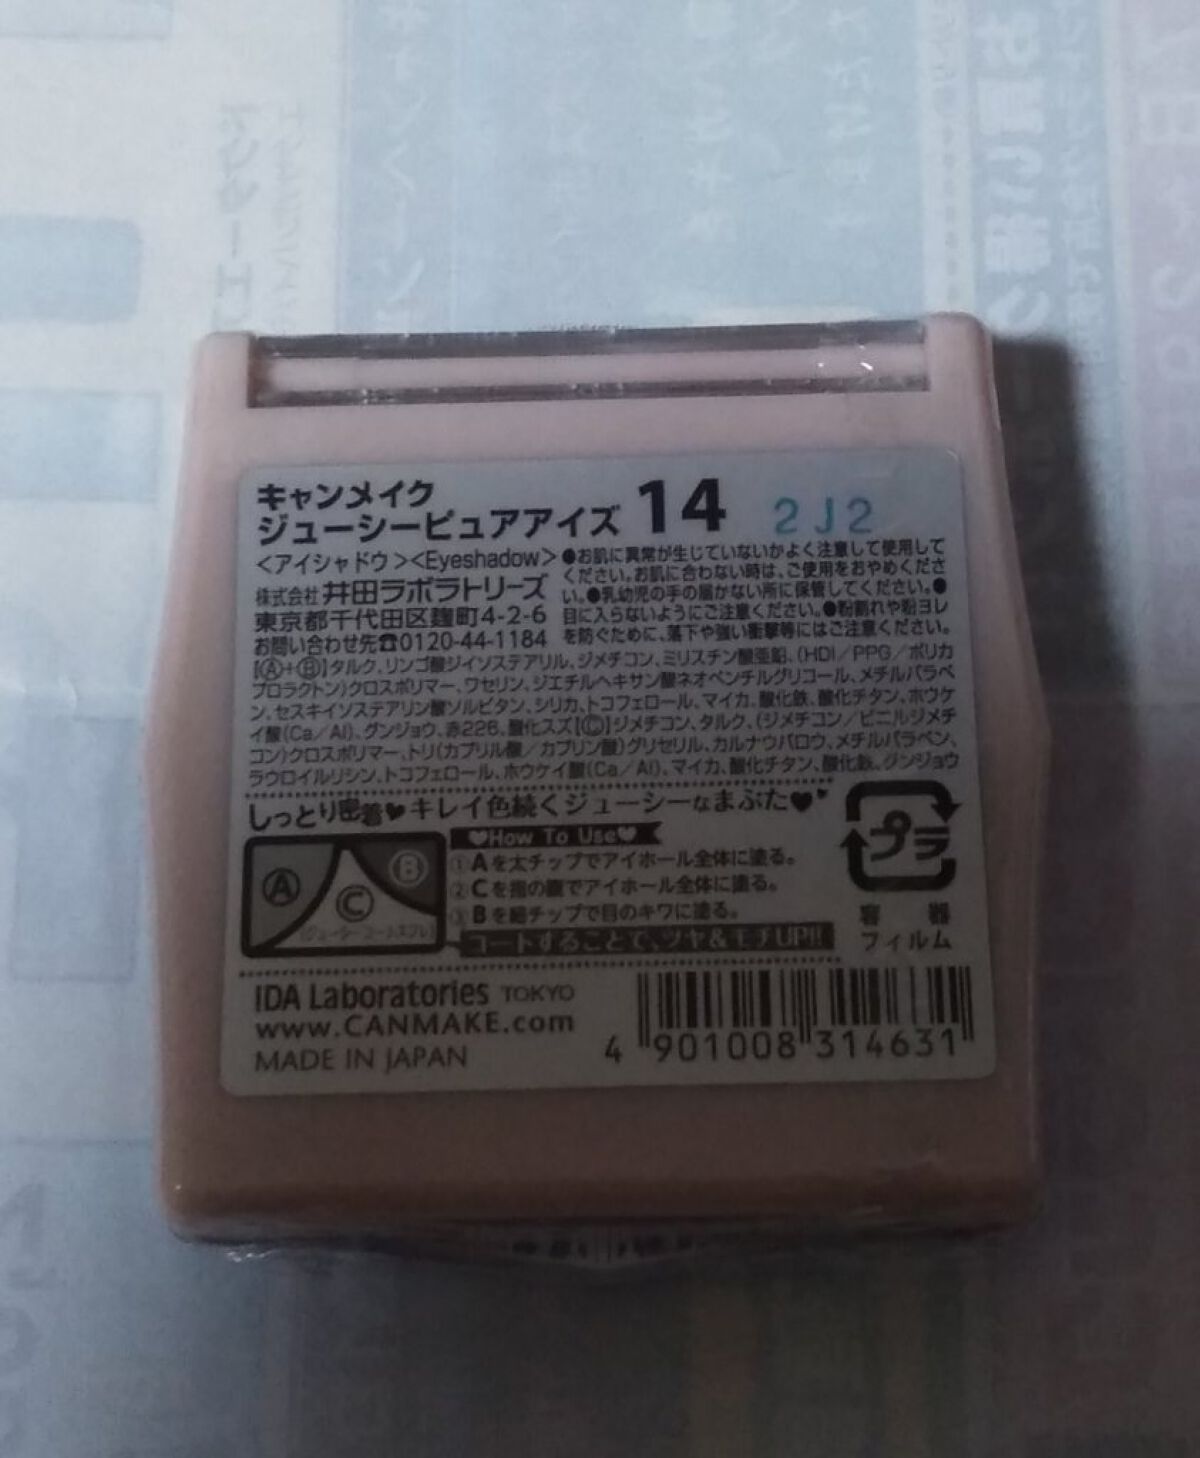 キャンメイク
ジューシーピュアアイズ 14 2J2
<アイシャドウ><Eyeshadow>
株式会社 井田ラボラトリーズ
東京都千代田区麹町4-2-6
お問い合わせ先☎0120-44-1184
●お肌に異常が生じていないかよく注意して使用して
ください。お肌に合わない時は、ご使用をおやめくださ
い。●乳幼児の手の届かない所に保管してください。●
目に入らないようにご注意ください。●粉割れや粉ヨレ
を防ぐために、落下や強い衝撃等にはご注意ください。
【Ⓐ+Ⓑ】タルク、リンゴ酸ジイソステアリル、ジメチコン、ミリスチン酸亜鉛、(HDI/PPG/ポリカ
プロラクトン)クロスポリマー、ワセリン、ジエチルヘキサン酸ネオペンチルグリコール、メチルパラベ
ン、セスキイソステアリン酸ソルビタン、シリカ、トコフェロール、マイカ、酸化鉄、酸化チタン、ホウケ
イ酸(Ca/Al)、グンジョウ、赤226、酸化スズ【Ⓒ】ジメチコン、タルク、(ジメチコン/ビニルジメチ
コン)クロスポリマー、トリ(カプリル酸/カプリン酸)グリセリル、カルナウバロウ、メチルパラベン、
ラウロイルリシン、トコフェロール、ホウケイ酸(Ca/Al)、マイカ、酸化チタン、酸化鉄、グンジョウ
しっとり密着♥キレイ色続くジューシーなまぶた♥
♥How To Use♥
①Aを太チップでアイホール全体に塗る。
②Cを指の腹でアイホール全体に塗る。
③Bを細チップで目のキワに塗る。
コートすることで、ツヤ&モチUP!!
Ⓐ Ⓑ
Ⓒ
プラ
容器
フィルム
IDA Laboratories TOKYO
www.CANMAKE.com
MADE IN JAPAN
4 901008 314631